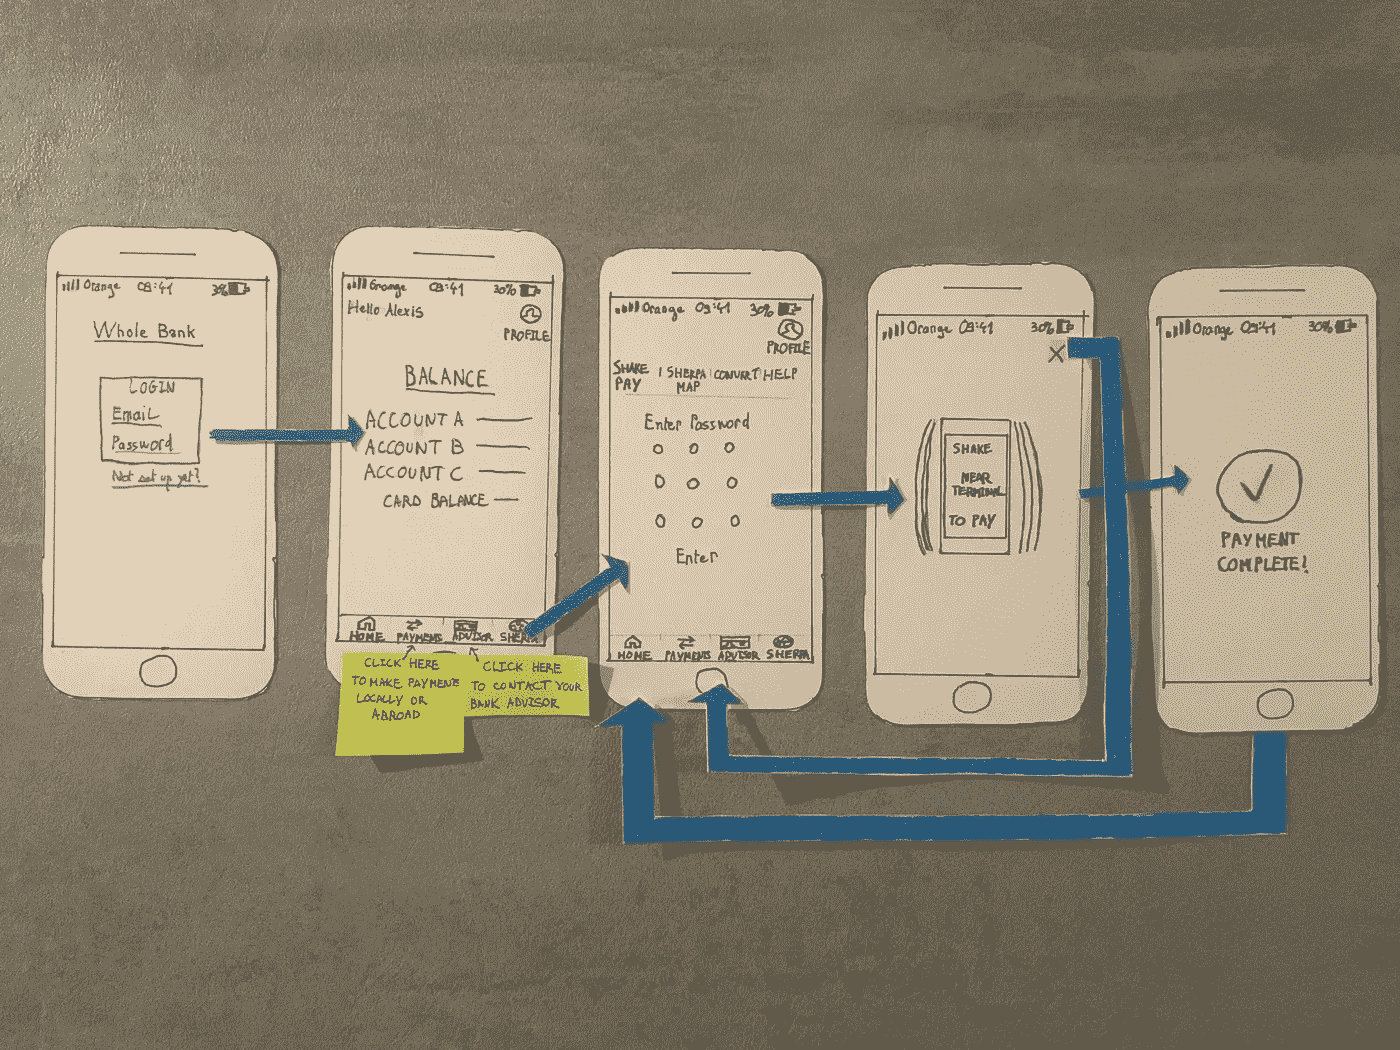 Orange 09:41 30%
Whole Bank
LOGIN
Email
Password
Not set up yet?
Orange 09:41 30%
Hello Alexis
PROFILE
BALANCE
ACCOUNT A
ACCOUNT B
ACCOUNT C
CARD BALANCE
HOME PAYMENTS ADVISOR SHERPA
CLICK HERE
TO MAKE PAYMENTS
LOCALLY OR
ABROAD
CLICK HERE
TO CONTACT YOUR
BANK ADVISOR
Orange 09:41 30%
PROFILE
SHAKE | SHERPA | CONVERT | HELP
PAY MAP
Enter Password
Enter
HOME PAYMENTS ADVISOR SHERPA
Orange 09:41 30%
X
SHAKE
NEAR
TERMINAL
TO PAY
Orange 09:41 30%
PAYMENT
COMPLETE!